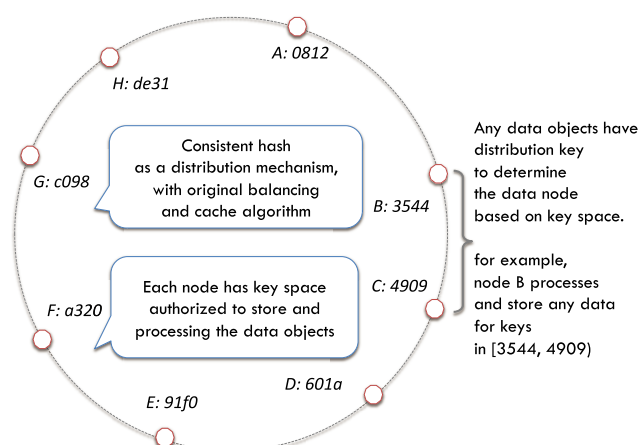 A: 0812
H: de31
Consistent hash
as a distribution mechanism,
with original balancing
and cache algorithm
G: c098
B: 3544
Any data objects have
distribution key
to determine
the data node
based on key space.
for example,
node B processes
and store any data
for keys
in [3544, 4909)
Each node has key space
authorized to store and
processing the data objects
C: 4909
F: a320
D: 601a
E: 91f0